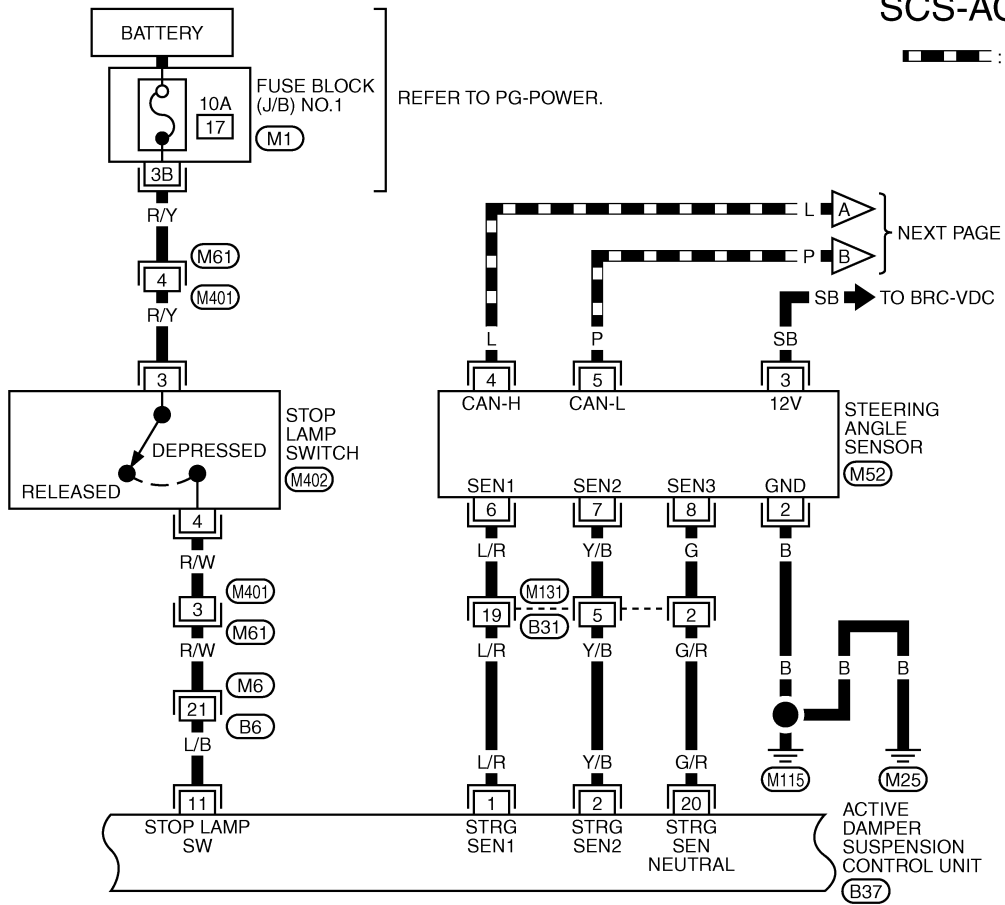 SCS-AC
:
BATTERY
FUSE BLOCK
(J/B) NO.1
10A
17
M1
REFER TO PG-POWER.
3B
R/Y
M61
4
M401
R/Y
3
STOP
LAMP
SWITCH
DEPRESSED
RELEASED
M402
4
R/W
M401
3
M61
R/W
M6
21
B6
L/B
11
STOP LAMP
SW
L
A
NEXT PAGE
P
B
SB
TO BRC-VDC
L
P
SB
4
5
3
CAN-H
CAN-L
12V
STEERING
ANGLE
SENSOR
M52
SEN1
SEN2
SEN3
GND
6
7
8
2
L/R
Y/B
G
B
M131
19
5
2
B31
L/R
Y/B
G/R
B
B
B
L/R
Y/B
G/R
M115
M25
1
2
20
STRG
SEN1
STRG
SEN2
STRG
SEN
NEUTRAL
ACTIVE
DAMPER
SUSPENSION
CONTROL UNIT
B37